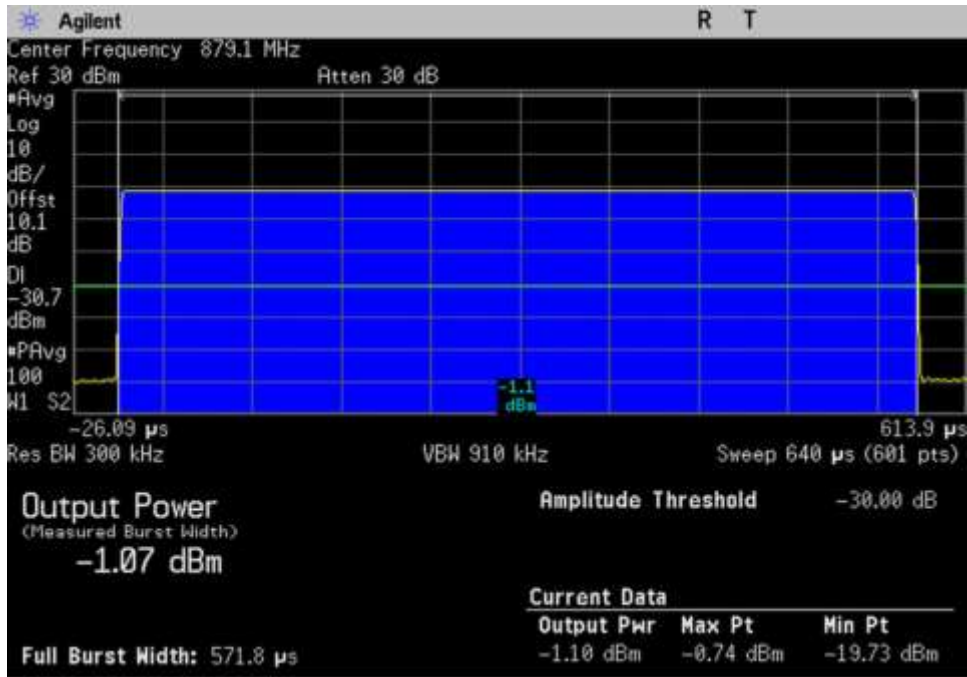 Agilent R T
Center Frequency 879.1 MHz
Ref 30 dBm Atten 30 dB
#Avg
Log
10
dB/
Offst
10.1
dB
DI
-30.7
dBm
#PAvg
100
W1 S2
-1.1
dBm
-26.09 µs 613.9 µs
Res BW 300 kHz VBW 910 kHz Sweep 640 µs (601 pts)
Output Power Amplitude Threshold -30.00 dB
(Measured Burst Width)
-1.07 dBm
Current Data
Output Pwr Max Pt Min Pt
Full Burst Width: 571.8 µs -1.10 dBm -0.74 dBm -19.73 dBm